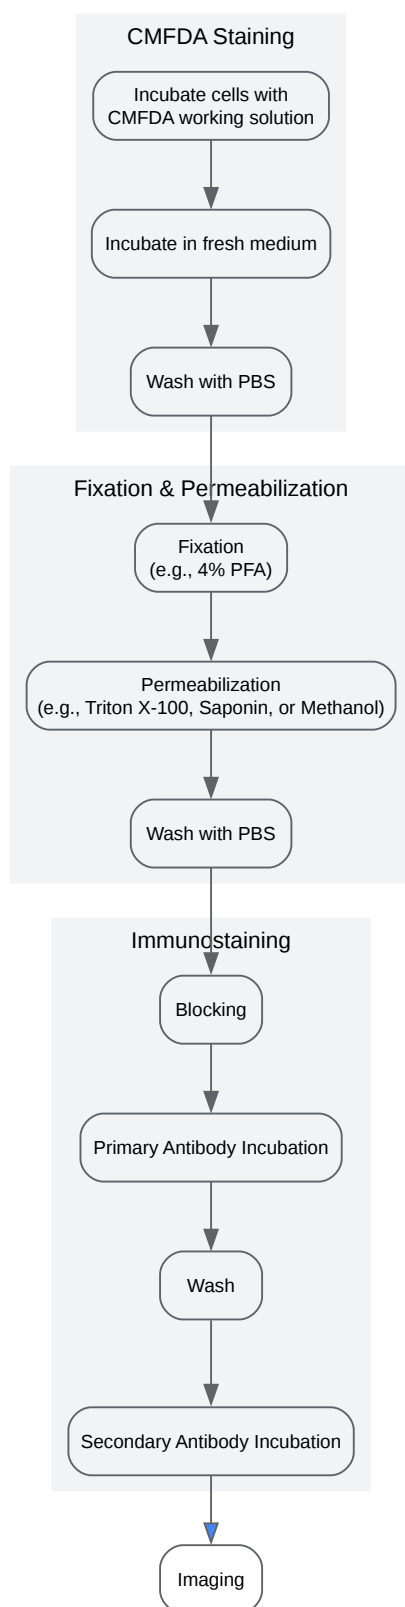 CMFDA Staining
Incubate cells with
CMFDA working solution
Incubate in fresh medium
Wash with PBS
Fixation & Permeabilization
Fixation
(e.g., 4% PFA)
Permeabilization
(e.g., Triton X-100, Saponin, or Methanol)
Wash with PBS
Immunostaining
Blocking
Primary Antibody Incubation
Wash
Secondary Antibody Incubation
Imaging